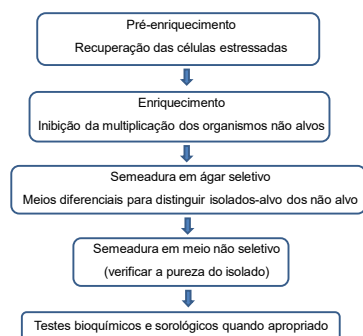 Pré-enriquecimento
Recuperação das células estressadas
Enriquecimento
Inibição da multiplicação dos organismos não alvos
Semeadura em ágar seletivo
Meios diferenciais para distinguir isolados-alvo dos não alvo
Semeadura em meio não seletivo
(verificar a pureza do isolado)
Testes bioquímicos e sorológicos quando apropriado